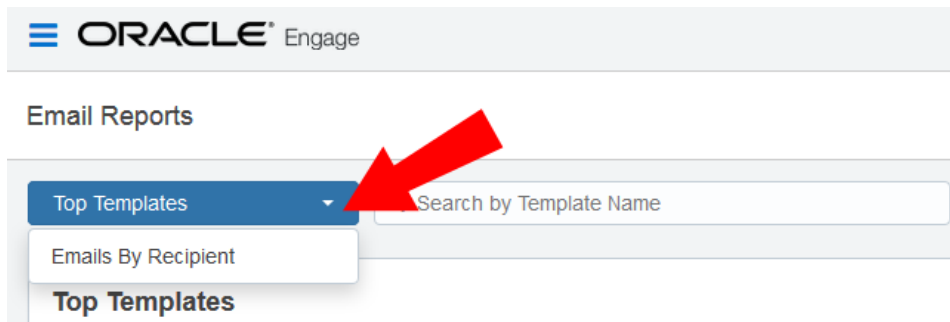 ORACLE® Engage
Email Reports
Top Templates
Search by Template Name
Emails By Recipient
Top Templates